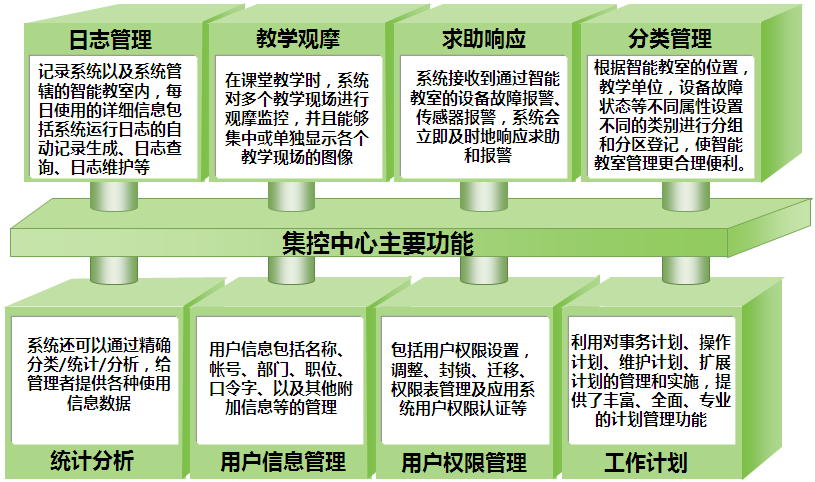 日志管理
记录系统以及系统管
辖的智能教室内，每
日使用的详细信息包
括系统运行日志的自
动记录生成、日志查
询、日志维护等
教学观摩
在课堂教学时，系统
对多个教学现场进行
观摩监控，并且能够
集中或单独显示各个
教学现场的图像
求助响应
系统接收到通过智能
教室的设备故障报警、
传感器报警，系统会
立即及时地响应求助
和报警
分类管理
根据智能教室的位置，
教学单位，设备故障
状态等不同属性设置
不同的类别进行分组
和分区登记，使智能
教室管理更合理便利。
集控中心主要功能
系统还可以通过精确
分类/统计/分析，给
管理者提供各种使用
信息数据
统计分析
用户信息包括名称、
帐号、部门、职位、
口令字、以及其他附
加信息等的管理
用户信息管理
包括用户权限设置，
调整、封锁、迁移、
权限表管理及应用系
统用户权限认证等
用户权限管理
利用对事务计划、操作
计划、维护计划、扩展
计划的管理和实施，提
供了丰富、全面、专业
的计划管理功能
工作计划